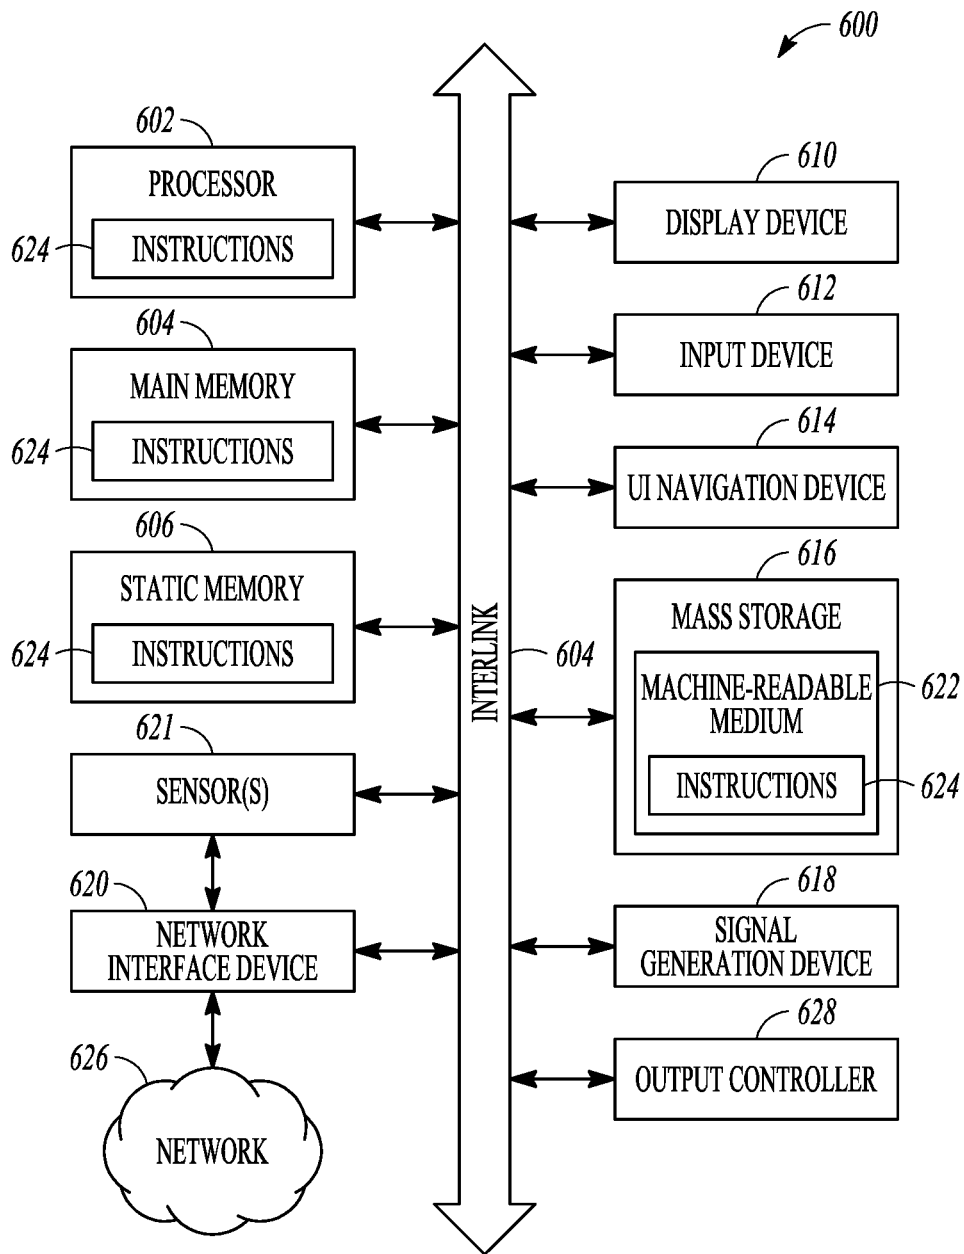 600
602
PROCESSOR
624
INSTRUCTIONS
604
MAIN MEMORY
624
INSTRUCTIONS
606
STATIC MEMORY
624
INSTRUCTIONS
621
SENSOR(S)
620
NETWORK
INTERFACE DEVICE
626
NETWORK
INTERLINK
604
610
DISPLAY DEVICE
612
INPUT DEVICE
614
UI NAVIGATION DEVICE
616
MASS STORAGE
MACHINE-READABLE
MEDIUM
622
INSTRUCTIONS
624
618
SIGNAL
GENERATION DEVICE
628
OUTPUT CONTROLLER